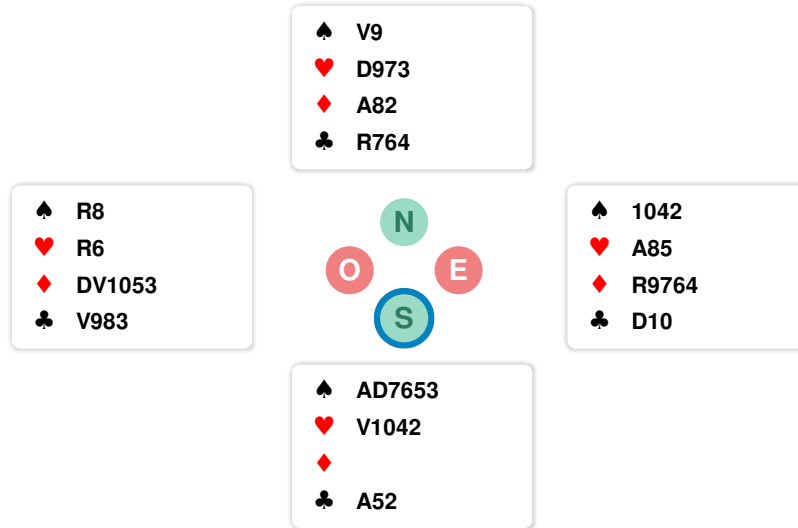 ♠ V9
♥ D973
♦ A82
♣ R764
♠ R8
♥ R6
♦ DV1053
♣ V983
N
O
E
S
♠ 1042
♥ A85
♦ R9764
♣ D10
♠ AD7653
♥ V1042
♦
♣ A52